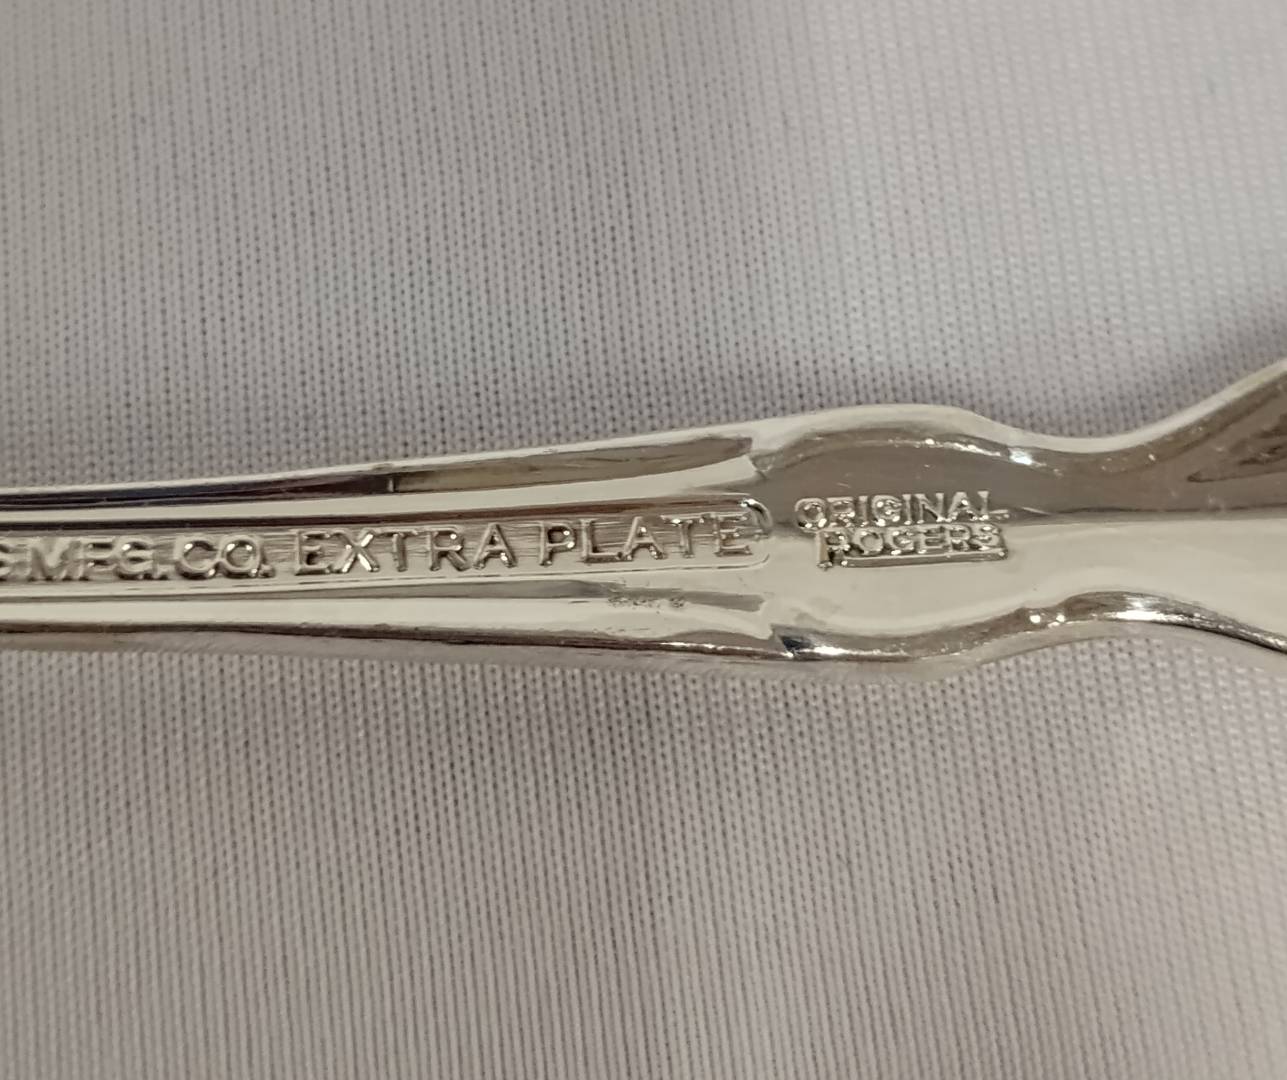 S.MFG.CO. EXTRA PLATE
ORIGINAL
ROGERS